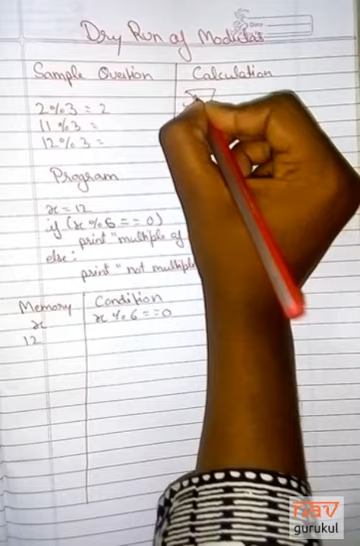 Dry Run of Modulas
Sample Question
Calculation
2%3 = 2
11%3 =
12%3 =
Program
x=12
if (x%6==0)
print "multiple of
else:
print "not multiple
Memory
Condition
x
x%6==0
12
nav
gurukul